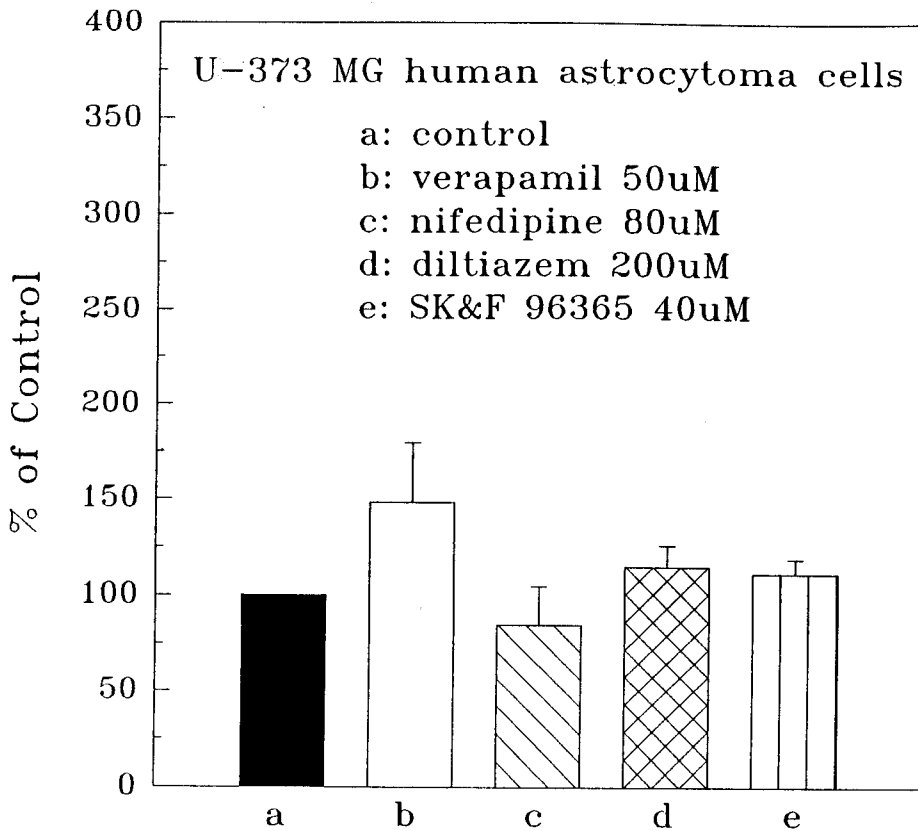 400
350
300
250
200
150
100
50
0
% of Control
U-373 MG human astrocytoma cells
a: control
b: verapamil 50uM
c: nifedipine 80uM
d: diltiazem 200uM
e: SK&F 96365 40uM
a b c d e